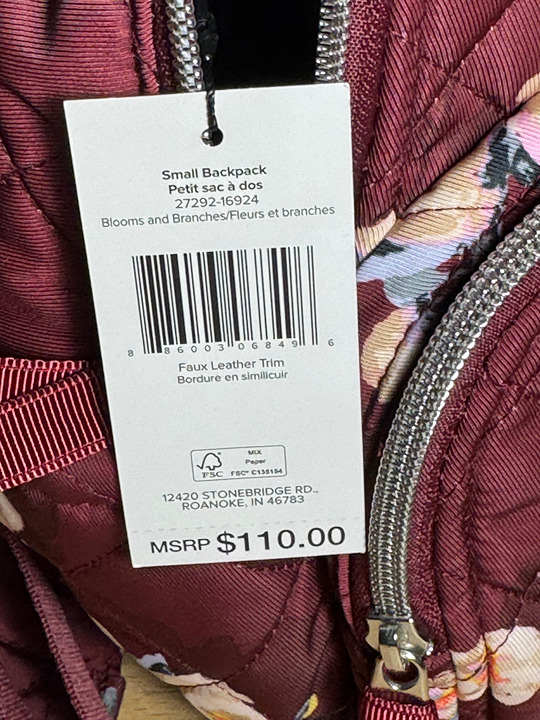 Small Backpack
Petit sac à dos
27292-16924
Blooms and Branches/Fleurs et branches
8 86003 06849 6
Faux Leather Trim
Bordure en similicuir
FSC
MIX
Paper
FSC® C135154
12420 STONEBRIDGE RD.
ROANOKE, IN 46783
MSRP $110.00